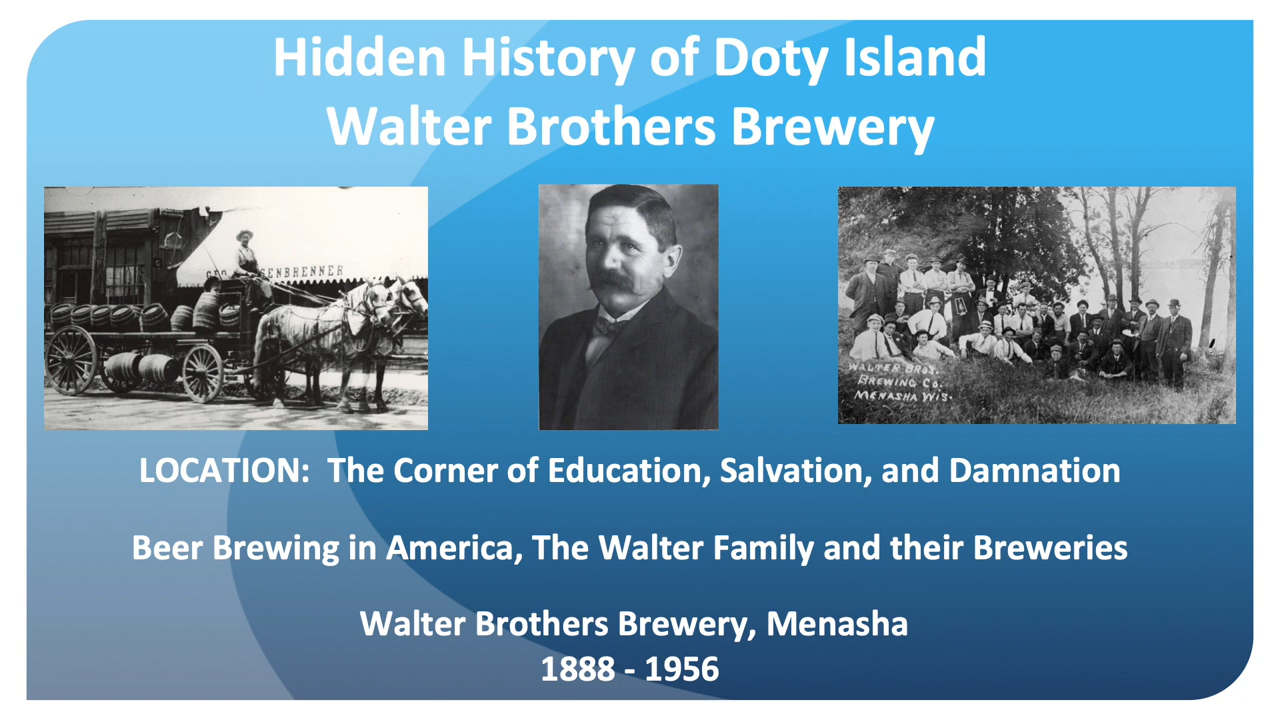 Hidden History of Doty Island
Walter Brothers Brewery
ENBRENNER
WALTER BROS.
BREWING CO.
MENASHA WIS.
LOCATION: The Corner of Education, Salvation, and Damnation
Beer Brewing in America, The Walter Family and their Breweries
Walter Brothers Brewery, Menasha
1888 - 1956